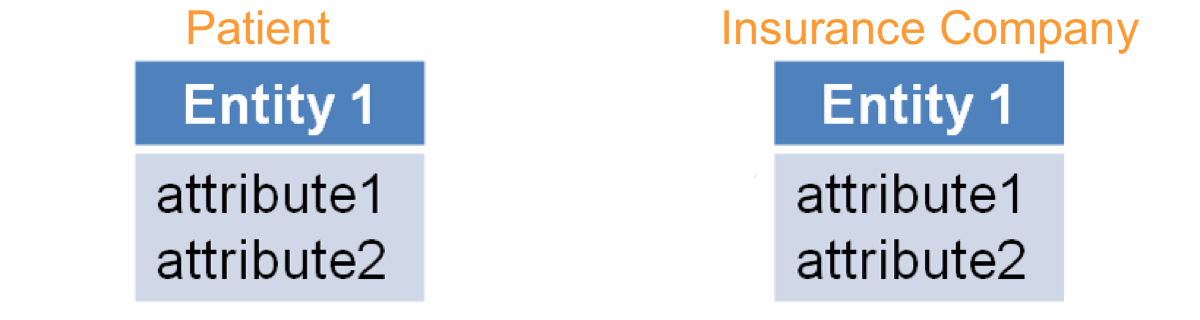 Patient
Entity 1
attribute1
attribute2
Insurance Company
Entity 1
attribute1
attribute2